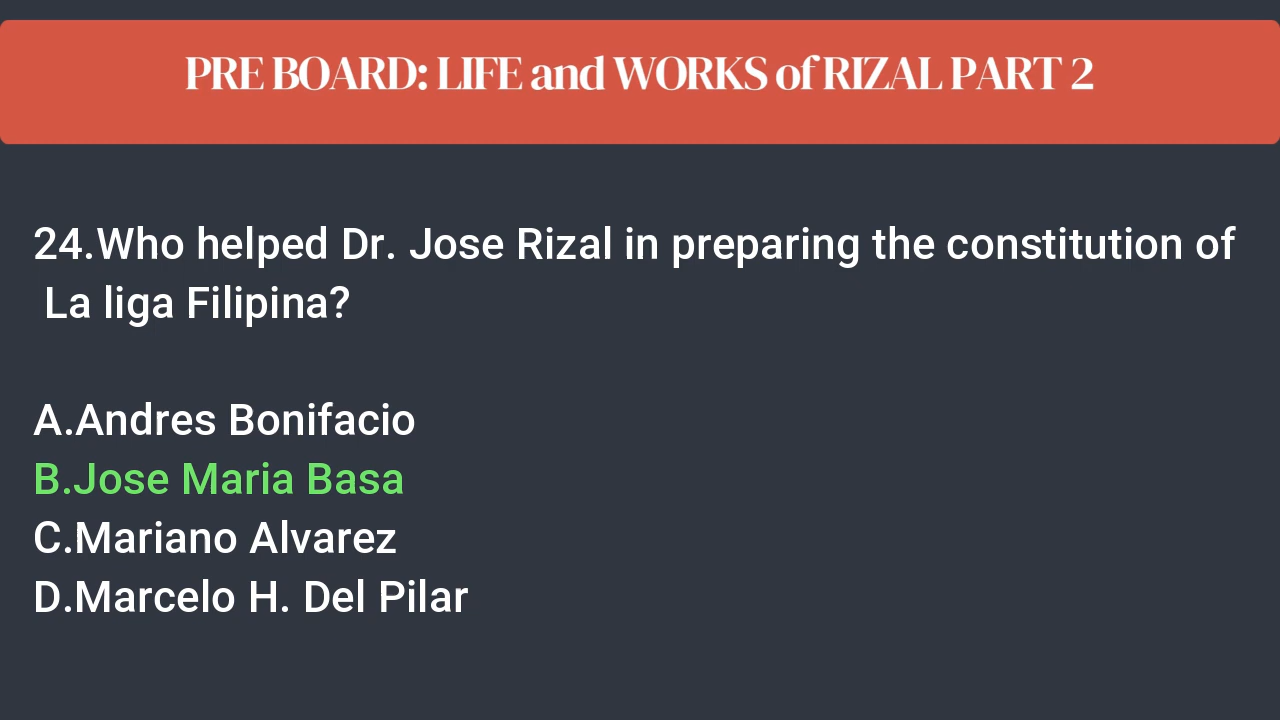 PRE BOARD: LIFE and WORKS of RIZAL PART 2
24.Who helped Dr. Jose Rizal in preparing the constitution of
La liga Filipina?
A.Andres Bonifacio
B.Jose Maria Basa
C.Mariano Alvarez
D.Marcelo H. Del Pilar